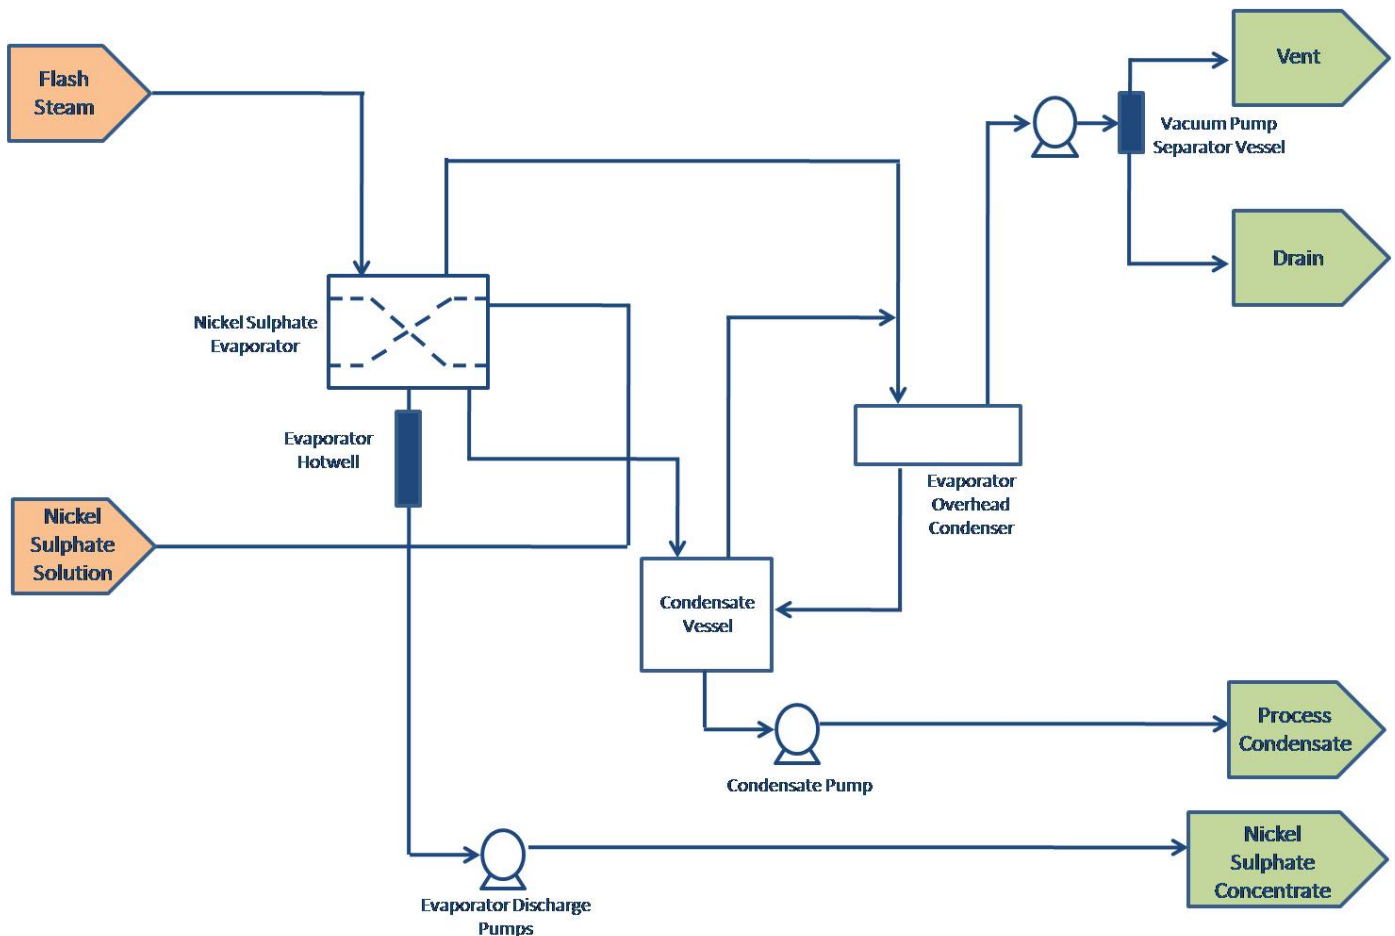 Flash
Steam
Vent
Vacuum Pump
Separator Vessel
Drain
Nickel Sulphate
Evaporator
Evaporator
Hotwell
Evaporator
Overhead
Condenser
Nickel
Sulphate
Solution
Condensate
Vessel
Process
Condensate
Condensate Pump
Nickel
Sulphate
Concentrate
Evaporator Discharge
Pumps